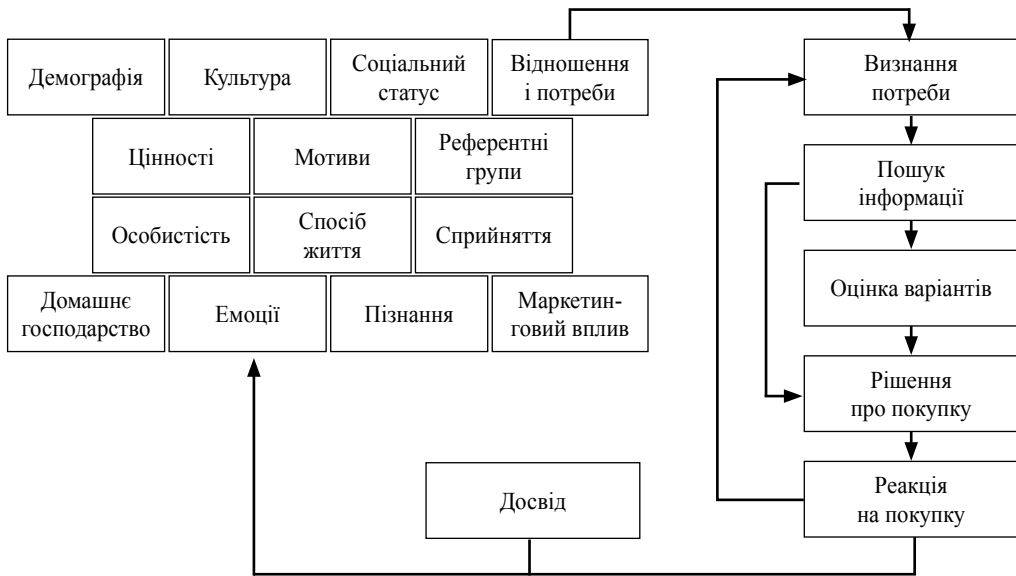 Демографія
Культура
Соціальний
статус
Відношення
і потреби
Цінності
Мотиви
Референтні
групи
Особистість
Спосіб
життя
Сприйняття
Домашнє
господарство
Емоції
Пізнання
Маркетин-
говий вплив
Досвід
Визнання
потреби
Пошук
інформації
Оцінка варіантів
Рішення
про покупку
Реакція
на покупку